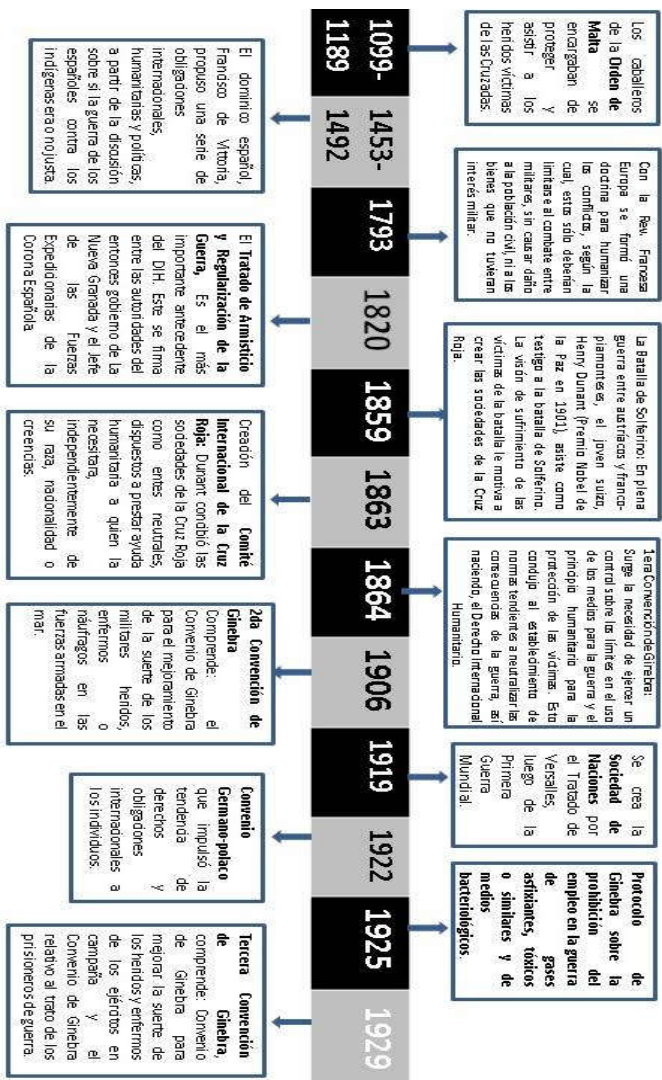 Los caballeros
de la Orden de
Malta se
encargaban de
proteger y
asistir a los
heridos víctimas
de las Cruzadas.
Con la Rev. Francesa
Europa se formó una
doctrina para humanizar
los conflictos, según la
cual, estos sólo deberían
limitarse al combate entre
militares, sin causar daño
a la población civil, ni a los
bienes que no tuvieran
interés militar.
La Batalla de Solferino: En plena
guerra entre austríacos y franco-
piamonteses, el joven suizo,
Henry Dunant (Premio Nobel de
la Paz en 1901), asiste como
testigo a la batalla de Solferino.
La visón de sufrimiento de las
víctimas de la batalla le motiva a
crear las sociedades de la Cruz
Roja.
1era Convención de Ginebra:
Surge la necesidad de ejercer un
control sobre los límites en el uso
de los medios para la guerra y el
principio humanitario para la
protección de las víctimas. Esto
condujo al establecimiento de
normas tendientes a neutralizar las
consecuencias de la guerra, así
naciendo, el Derecho Internacional
Humanitario.
Se crea la
Sociedad de
Naciones por
el Tratado de
Versalles,
luego de la
Primera
Guerra
Mundial.
Protocolo de
Ginebra sobre la
prohibición del
empleo en la guerra
de gases
asfixiantes, tóxicos
o similares y de
medios
bacteriológicos.
1099-
1189
1453-
1492
1793
1820
1859
1863
1864
1906
1919
1922
1925
1929
El dominico español,
Francisco de Vittoria,
propuso una serie de
obligaciones
internacionales,
humanitarias y políticas,
a partir de la discusión
sobre si la guerra de los
españoles contra los
indígenas era o no justa.
El Tratado de Armisticio
y Regularización de la
Guerra, Es el más
importante antecedente
del DIH. Este se firma
entre las autoridades del
entonces gobierno de la
Nueva Granada y el Jefe
de las Fuerzas
Expedicionarias de la
Corona Española
Creación del Comité
Internacional de la Cruz
Roja: Dunant concibió las
sociedades de la Cruz Roja
como entes neutrales,
dispuestos a prestar ayuda
humanitaria a quien la
necesitara,
independientemente de
su raza, nacionalidad o
creencias.
2da Convención de
Ginebra
Comprende: el
Convenio de Ginebra
para el mejoramiento
de la suerte de los
militares heridos,
enfermos o
náufragos en las
fuerzas armadas en el
mar.
Convenio
Germano-polaco
que impulsó la
tendencia de
derechos y
obligaciones
internacionales a
los individuos.
Tercera Convención
de Ginebra,
comprende: Convenio
de Ginebra para
mejorar la suerte de
los heridos y enfermos
de los ejércitos en
campaña y el
Convenio de Ginebra
relativo al trato de los
prisioneros de guerra.